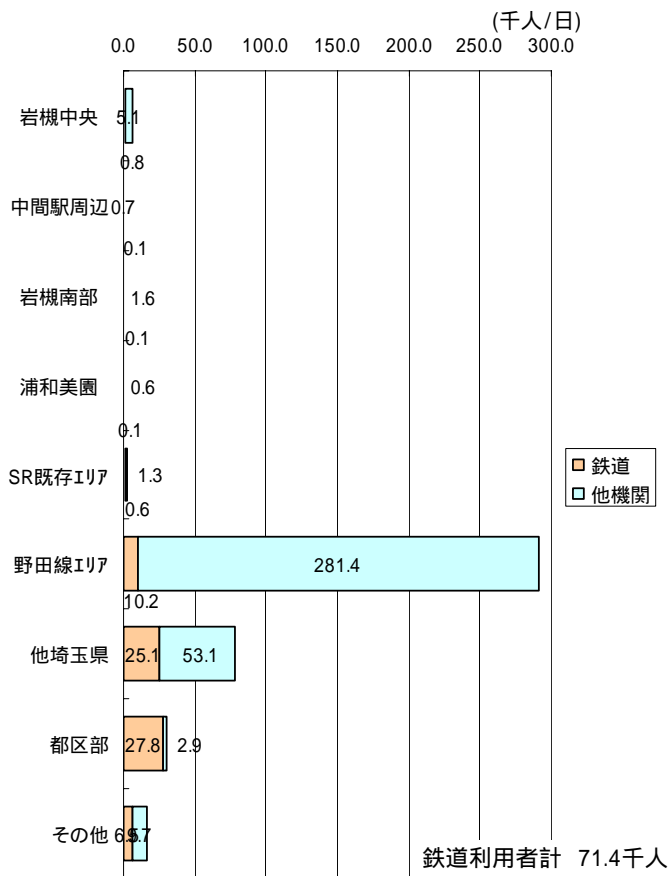 (千人/日)
0.0 50.0 100.0 150.0 200.0 250.0 300.0
岩槻中央 5.1
0.8
中間駅周辺 0.7
0.1
岩槻南部 1.6
0.1
浦和美園 0.6
0.1
SR既存ｴﾘｱ 1.3
0.6
鉄道
他機関
野田線ｴﾘｱ 281.4
10.2
他埼玉県 25.1 53.1
都区部 27.8 2.9
その他
鉄道利用者計 71.4千人